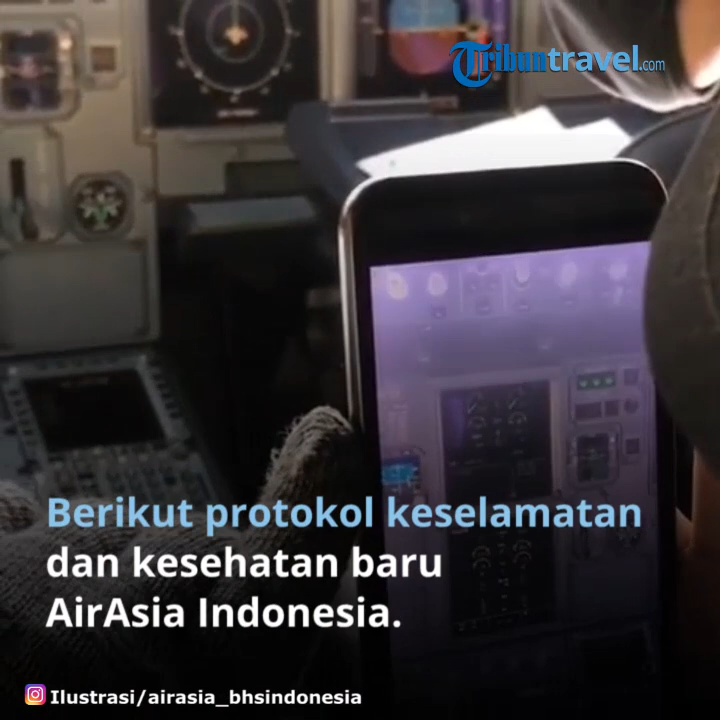 Tribuntravel.com
Berikut protokol keselamatan
dan kesehatan baru
AirAsia Indonesia.
Ilustrasi/airasia_bhsindonesia